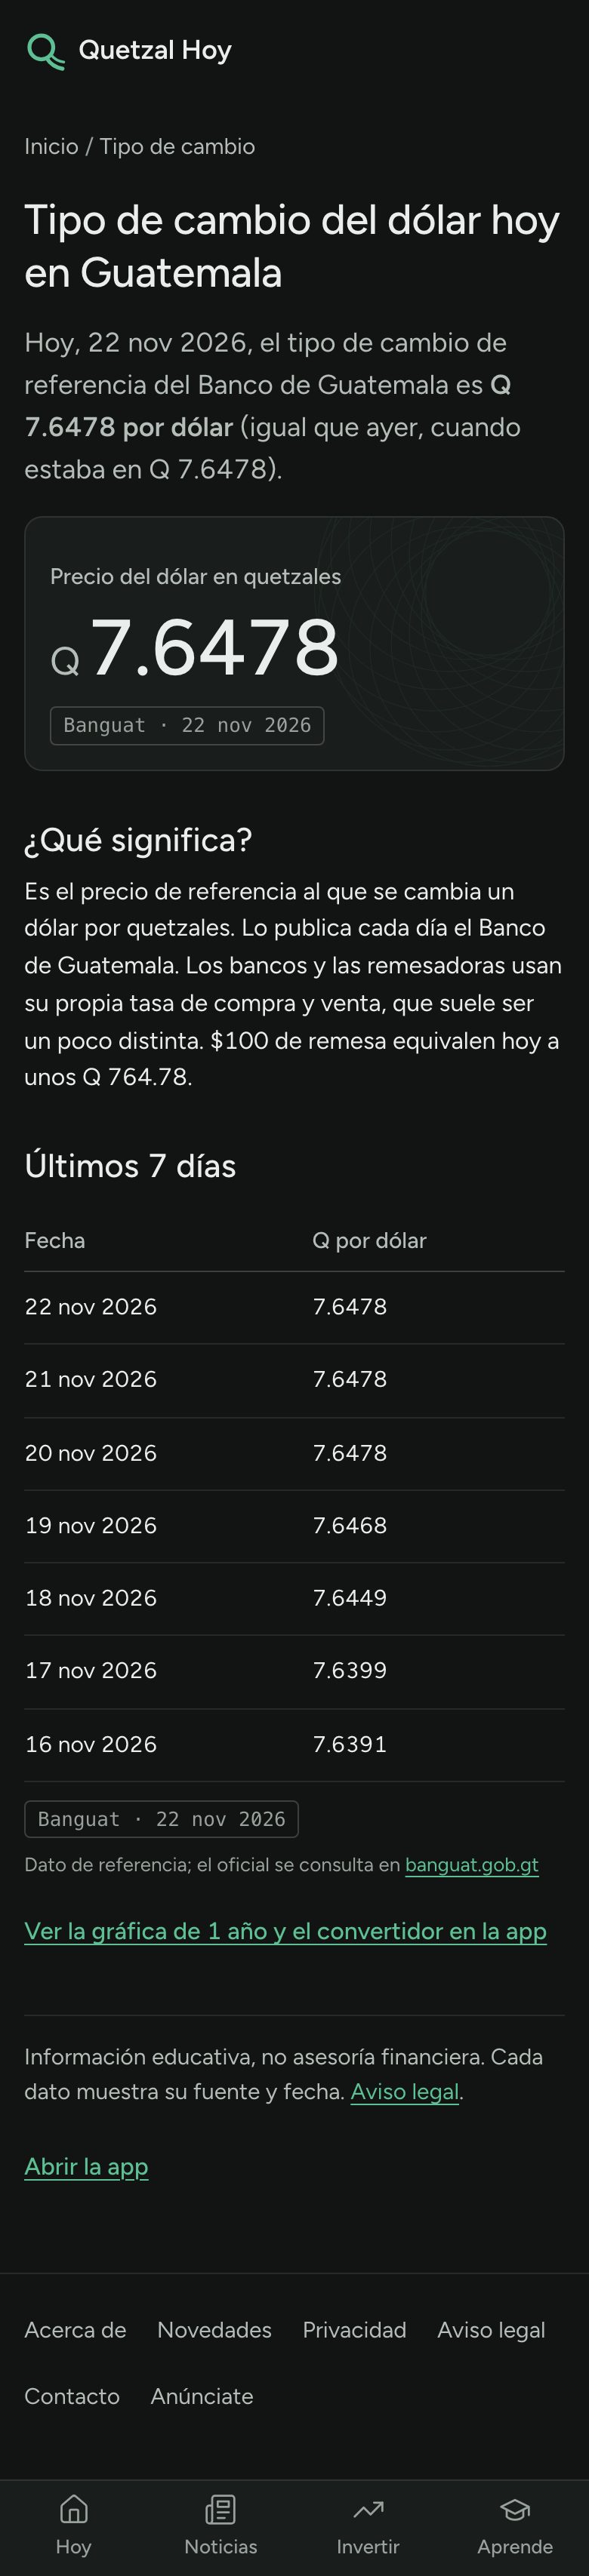 Quetzal Hoy
Inicio / Tipo de cambio
Tipo de cambio del dólar hoy
en Guatemala
Hoy, 22 nov 2026, el tipo de cambio de
referencia del Banco de Guatemala es Q
7.6478 por dólar (igual que ayer, cuando
estaba en Q 7.6478).
Precio del dólar en quetzales
Q 7.6478
Banguat · 22 nov 2026
¿Qué significa?
Es el precio de referencia al que se cambia un
dólar por quetzales. Lo publica cada día el Banco
de Guatemala. Los bancos y las remesadoras usan
su propia tasa de compra y venta, que suele ser
un poco distinta. $100 de remesa equivalen hoy a
unos Q 764.78.
Últimos 7 días
Fecha Q por dólar
22 nov 2026 7.6478
21 nov 2026 7.6478
20 nov 2026 7.6478
19 nov 2026 7.6468
18 nov 2026 7.6449
17 nov 2026 7.6399
16 nov 2026 7.6391
Banguat · 22 nov 2026
Dato de referencia; el oficial se consulta en banguat.gob.gt
Ver la gráfica de 1 año y el convertidor en la app
Información educativa, no asesoría financiera. Cada
dato muestra su fuente y fecha. Aviso legal.
Abrir la app
Acerca de Novedades Privacidad Aviso legal
Contacto Anúnciate
Hoy Noticias Invertir Aprende